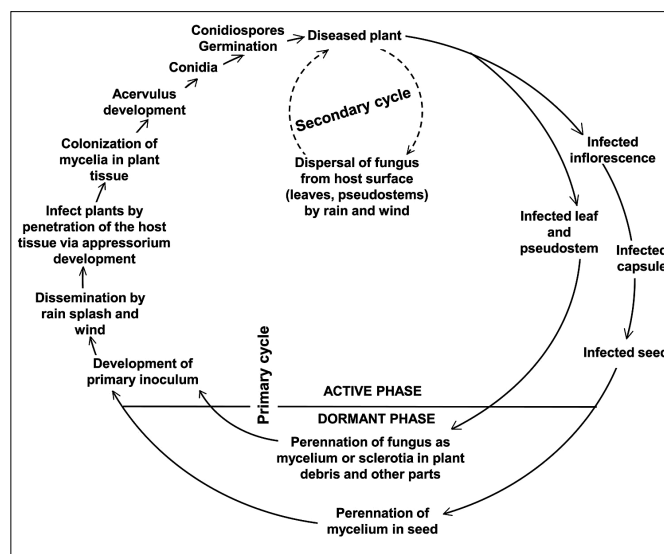 Conidiospores
Germination
Diseased plant
Conidia
Acervulus
development
Colonization of
mycelia in plant
tissue
Infect plants by
penetration of the host
tissue via appressorium
development
Dissemination by
rain splash and
wind
Development of
primary inoculum
Secondary cycle
Dispersal of fungus
from host surface
(leaves, pseudostems)
by rain and wind
Infected
inflorescence
Infected leaf
and
pseudostem
Infected
capsule
Infected seed
Primary cycle
ACTIVE PHASE
DORMANT PHASE
Perennation of fungus as
mycelium or sclerotia in plant
debris and other parts
Perennation of
mycelium in seed